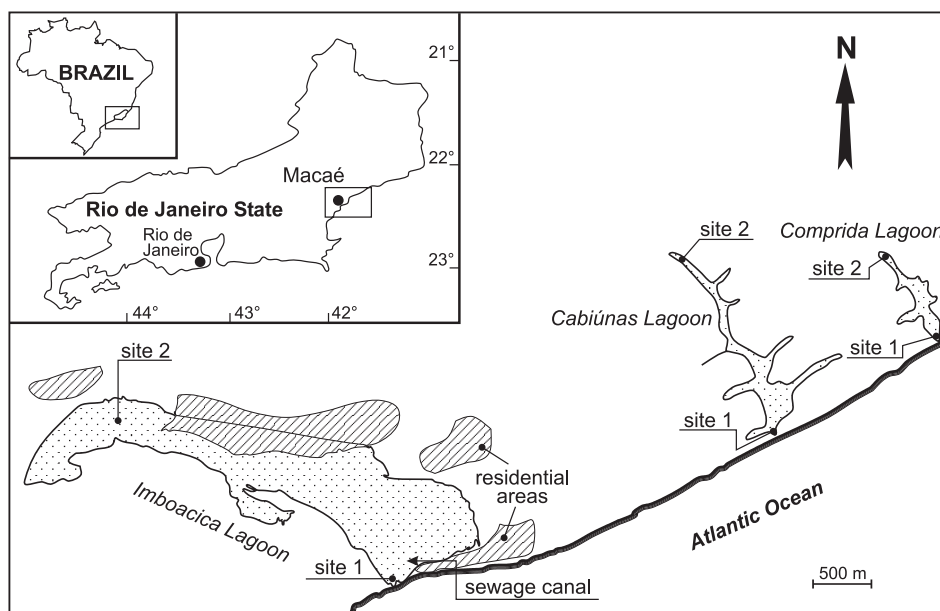 BRAZIL
21°
22°
23°
44°
43°
42°
Macaé
Rio de Janeiro State
Rio de
Janeiro
N
site 2
Comprida Lagoon
site 2
Cabiúnas Lagoon
site 1
site 1
site 2
residential
areas
Imboacica Lagoon
Atlantic Ocean
site 1
sewage canal
500 m